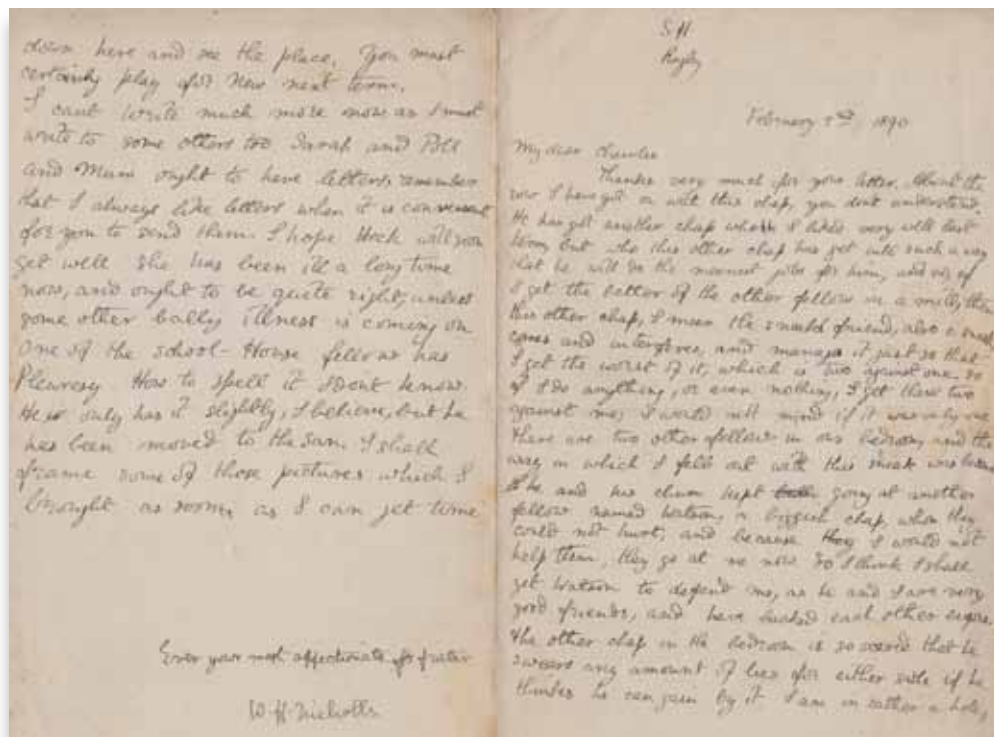 down here and see the place. You must
certainly play for New next term.
I cant write much more now as I must
write to some others too Sarah and Poll
and Mum ought to have letters, remember
that I always like letters when it is convenient
for you to send them. I hope Hock will soon
get well she has been ill a long time
now, and ought to be quite right, unless
some other bally illness is coming on
One of the school-House fellows has
Pleuresy How to spell it I dont know.
He only has it slightly, I believe, but he
has been moved to the San. I shall
frame some of those pictures which I
brought as soon as I can get time
Ever your most affectionate frater
W H Nicholls
S H
Rugby
February 2nd, 1890
My dear Charlie
Thanks very much for your letter. About the
row I have got on with this chap, you dont understand.
He has got another chap whom I liked very well last
term but who this other chap has got into such a way
that he will do the meanest jobs for him, and so if
I get the better of the other fellow in a mill, then
this other chap, I mean the sneaks friend, also a sneak
comes and interferes, and manages it just so that
I get the worst of it, which is two against one. So
if I do anything, or even nothing, I get these two
against me, I would not mind if it was only one
There are two other fellows in our bedroom, and the
way in which I fell out with this sneak was because
he and his chum kept going at another
fellow named Watson, a biggish chap, whom they
could not hurt, and because they I would not
help them, they go at me now So I think I shall
get Watson to defend me, as he and I are very
good friends, and have backed each other
the other chap in the bedroom is so scared that he
swears any amount of lies for either side if he
thinks he can gain by it I am in rather a hole,